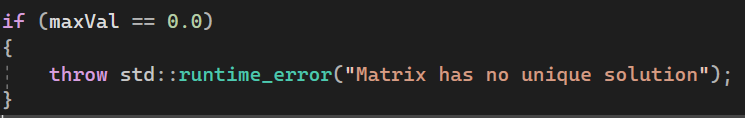 if (maxVal == 0.0)
{
    throw std::runtime_error("Matrix has no unique solution");
}